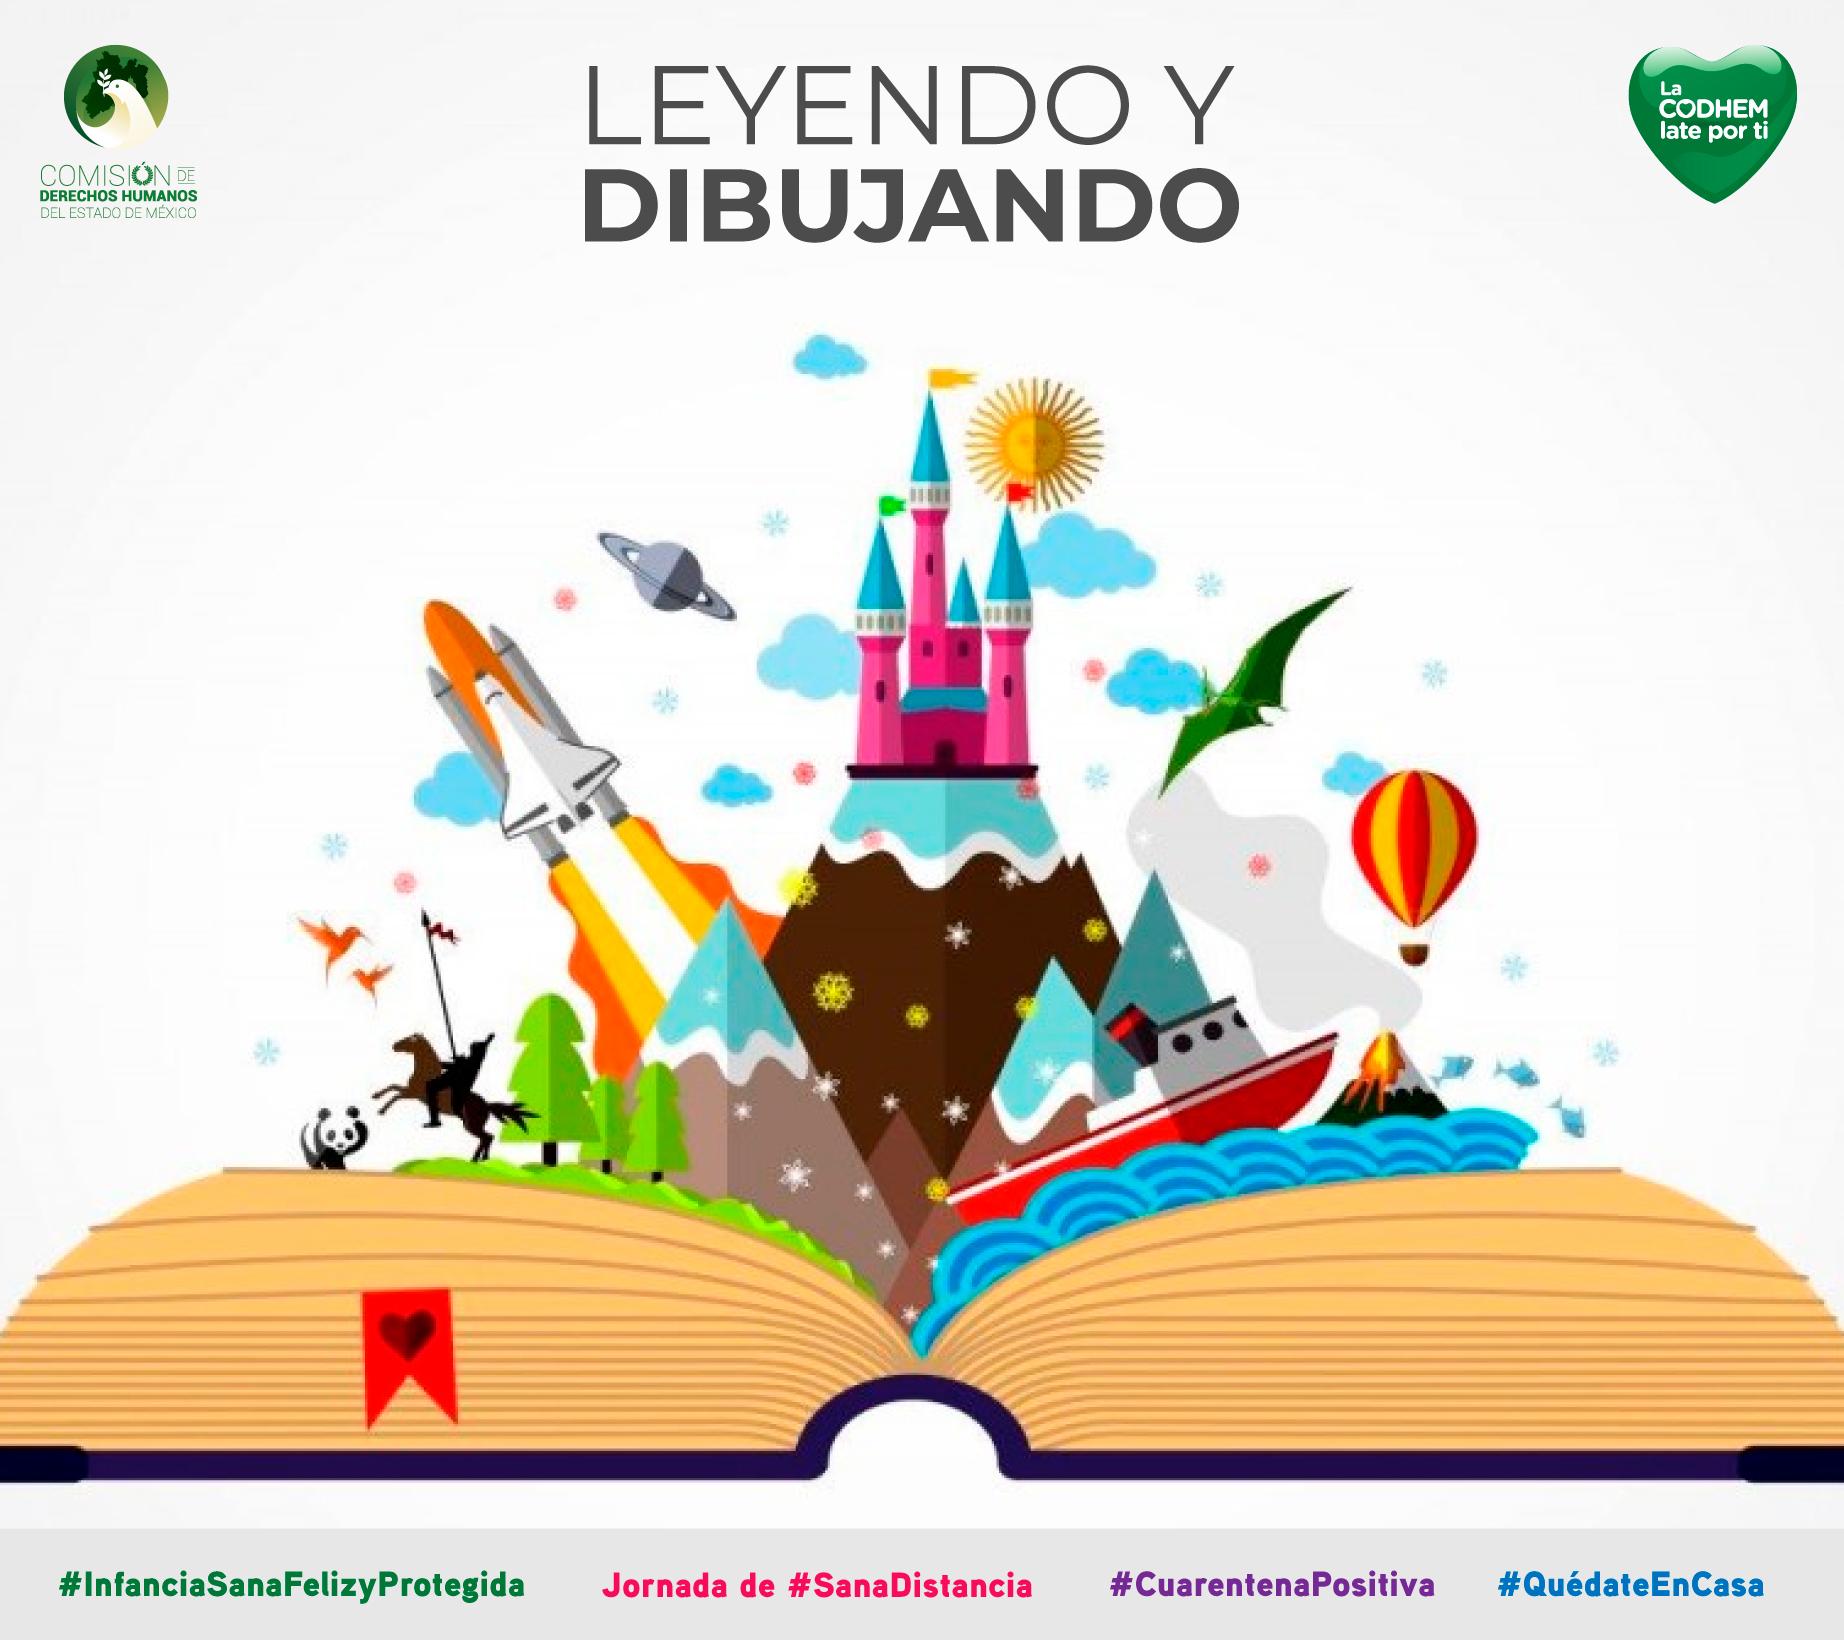 COMISIÓN DE
DERECHOS HUMANOS
DEL ESTADO DE MÉXICO
LEYENDO Y
DIBUJANDO
La
CODHEM
late por ti
#InfanciaSanaFelizyProtegida
Jornada de #SanaDistancia
#CuarentenaPositiva
#QuédateEnCasa